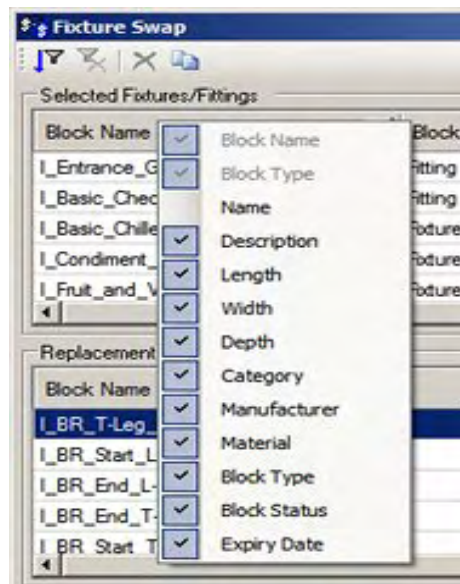 Fixture Swap
Selected Fixtures/Fittings
Block Name
Block
I_Entrance_G
Fitting
I_Basic_Chec
Fitting
I_Basic_Chille
Fixture
I_Condiment_
Fixture
I_Fruit_and_V
Fixture
Block Name
Block Type
Name
Description
Length
Width
Depth
Category
Manufacturer
Material
Block Type
Block Status
Expiry Date
Replacement
Block Name
I_BR_T-Leg_
I_BR_Start_L
I_BR_End_L-
I_BR_End_T-
I_BR_Start_T